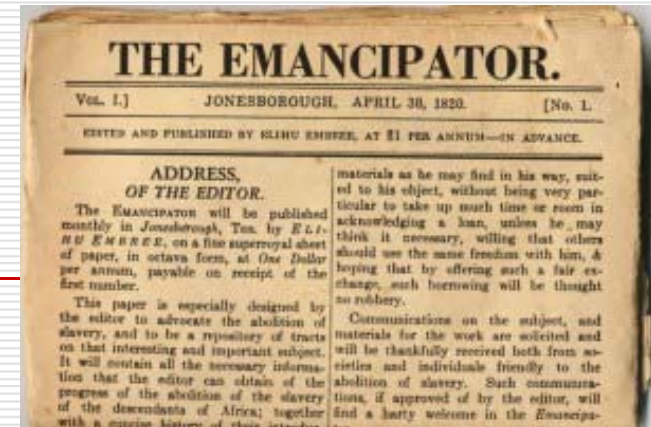 THE EMANCIPATOR.
VOL. I.] JONESBOROUGH, APRIL 30, 1820. [NO. 1.
EDITED AND PUBLISHED BY ELIHU EMBREE, AT $1 PER ANNUM—IN ADVANCE.
ADDRESS,
OF THE EDITOR.
The EMANCIPATOR will be published
monthly in Jonesborough, Ten. by ELI-
HU EMBREE, on a fine superroyal sheet
of paper, in octava form, at One Dollar
per annum, payable on receipt of the
first number.
This paper is especially designed by
the editor to advocate the abolition of
slavery, and to be a repository of tracts
on that interesting and important subject.
It will contain all the necessary informa-
tion that the editor can obtain of the
progress of the abolition of the slavery
of the descendants of Africa; together
with a concise history of their
materials as he may find in his way, suit-
ed to his object, without being very par-
ticular to take up much time or room in
acknowledging a loan, unless he may
think it necessary, willing that others
should use the same freedom with him, &
hoping that by offering such a fair ex-
change, such borrowing will be thought
no robbery.
Communications on the subject, and
materials for the work are solicited and
will be thankfully received both from so-
cieties and individuals friendly to the
abolition of slavery. Such communica-
tions, if approved of by the editor, will
find a harty welcome in the Emancipa-